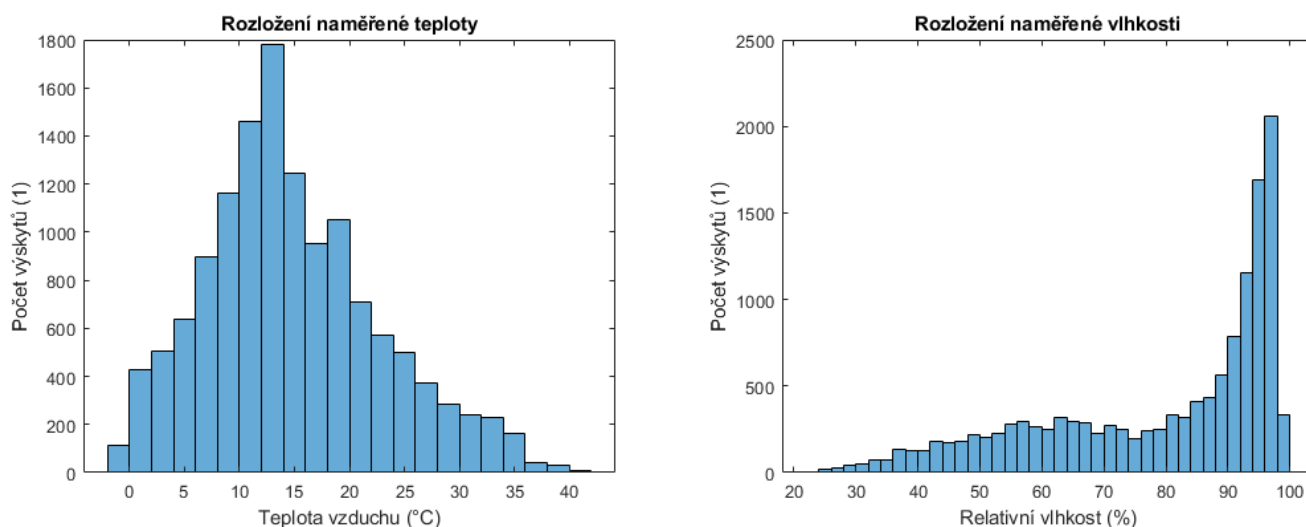 Rozložení naměřené teploty
1800
1600
1400
1200
1000
800
600
400
200
0
Počet výskytů (1)
0 5 10 15 20 25 30 35 40
Teplota vzduchu (°C)
Rozložení naměřené vlhkosti
2500
2000
1500
1000
500
0
Počet výskytů (1)
20 30 40 50 60 70 80 90 100
Relativní vlhkost (%)